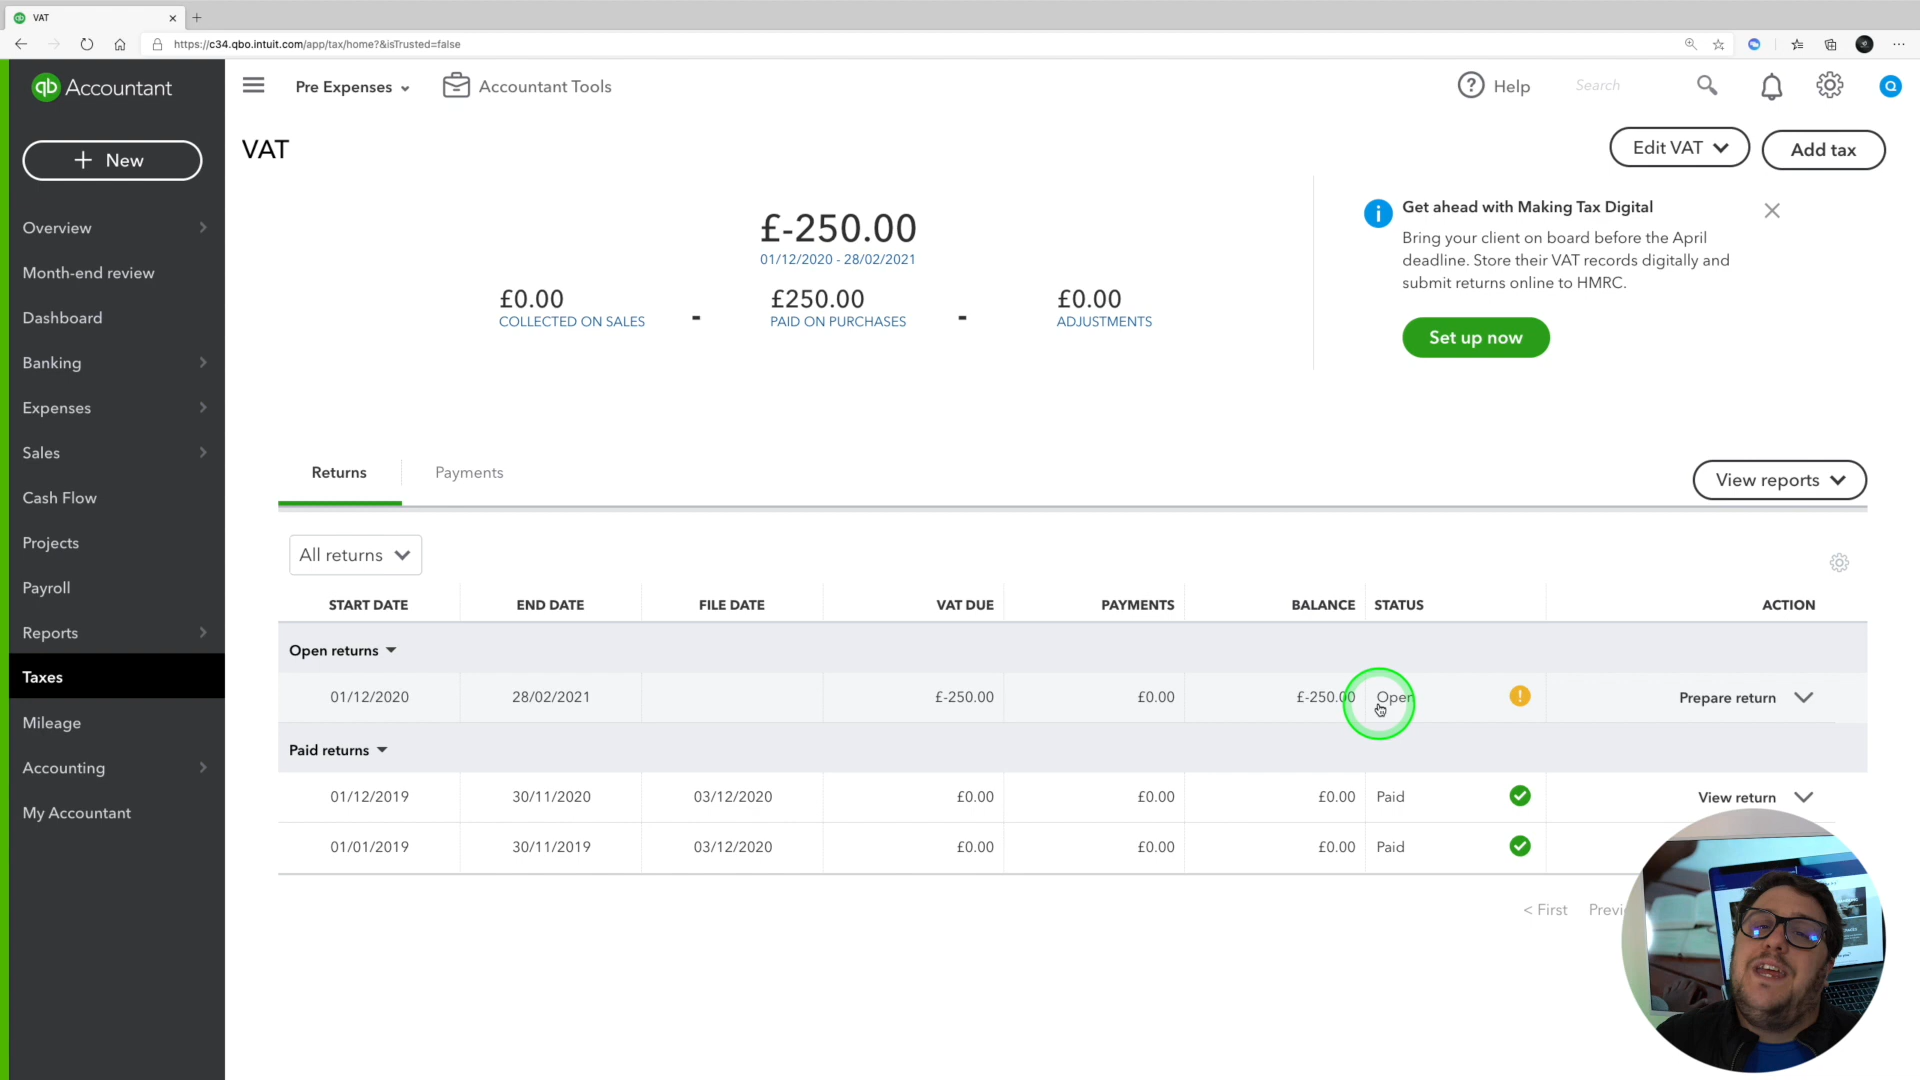 VAT
https://c34.qbo.intuit.com/app/tax/home?&isTrusted=false
qb Accountant
Pre Expenses
Accountant Tools
Help
Search
New
VAT
Edit VAT
Add tax
Overview
Month-end review
Dashboard
Banking
Expenses
Sales
Cash Flow
Projects
Payroll
Reports
Taxes
Mileage
Accounting
My Accountant
£-250.00
01/12/2020 - 28/02/2021
£0.00 - £250.00 - £0.00
COLLECTED ON SALES PAID ON PURCHASES ADJUSTMENTS
Get ahead with Making Tax Digital
Bring your client on board before the April
deadline. Store their VAT records digitally and
submit returns online to HMRC.
Set up now
Returns Payments
View reports
All returns
START DATE END DATE FILE DATE VAT DUE PAYMENTS BALANCE STATUS ACTION
Open returns
01/12/2020 28/02/2021 £-250.00 £0.00 £-250.00 Open Prepare return
Paid returns
01/12/2019 30/11/2020 03/12/2020 £0.00 £0.00 £0.00 Paid View return
01/01/2019 30/11/2019 03/12/2020 £0.00 £0.00 £0.00 Paid
< First Previ